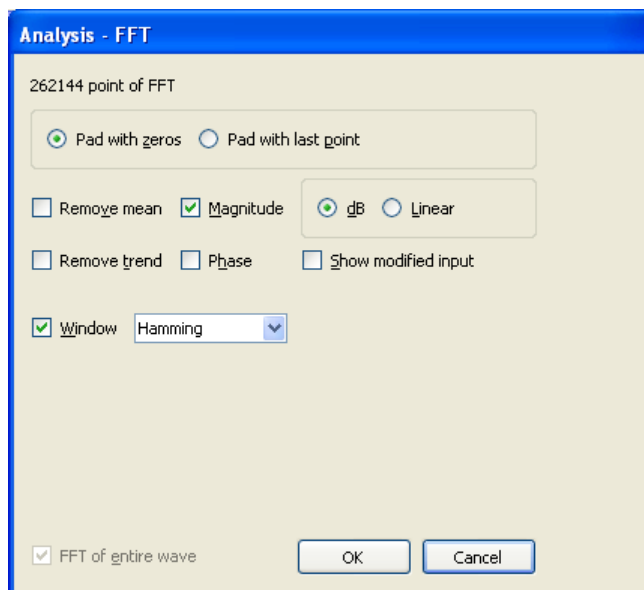 Analysis - FFT
262144 point of FFT
Pad with zeros Pad with last point
Remove mean Magnitude dB Linear
Remove trend Phase Show modified input
Window Hamming
FFT of entire wave OK Cancel